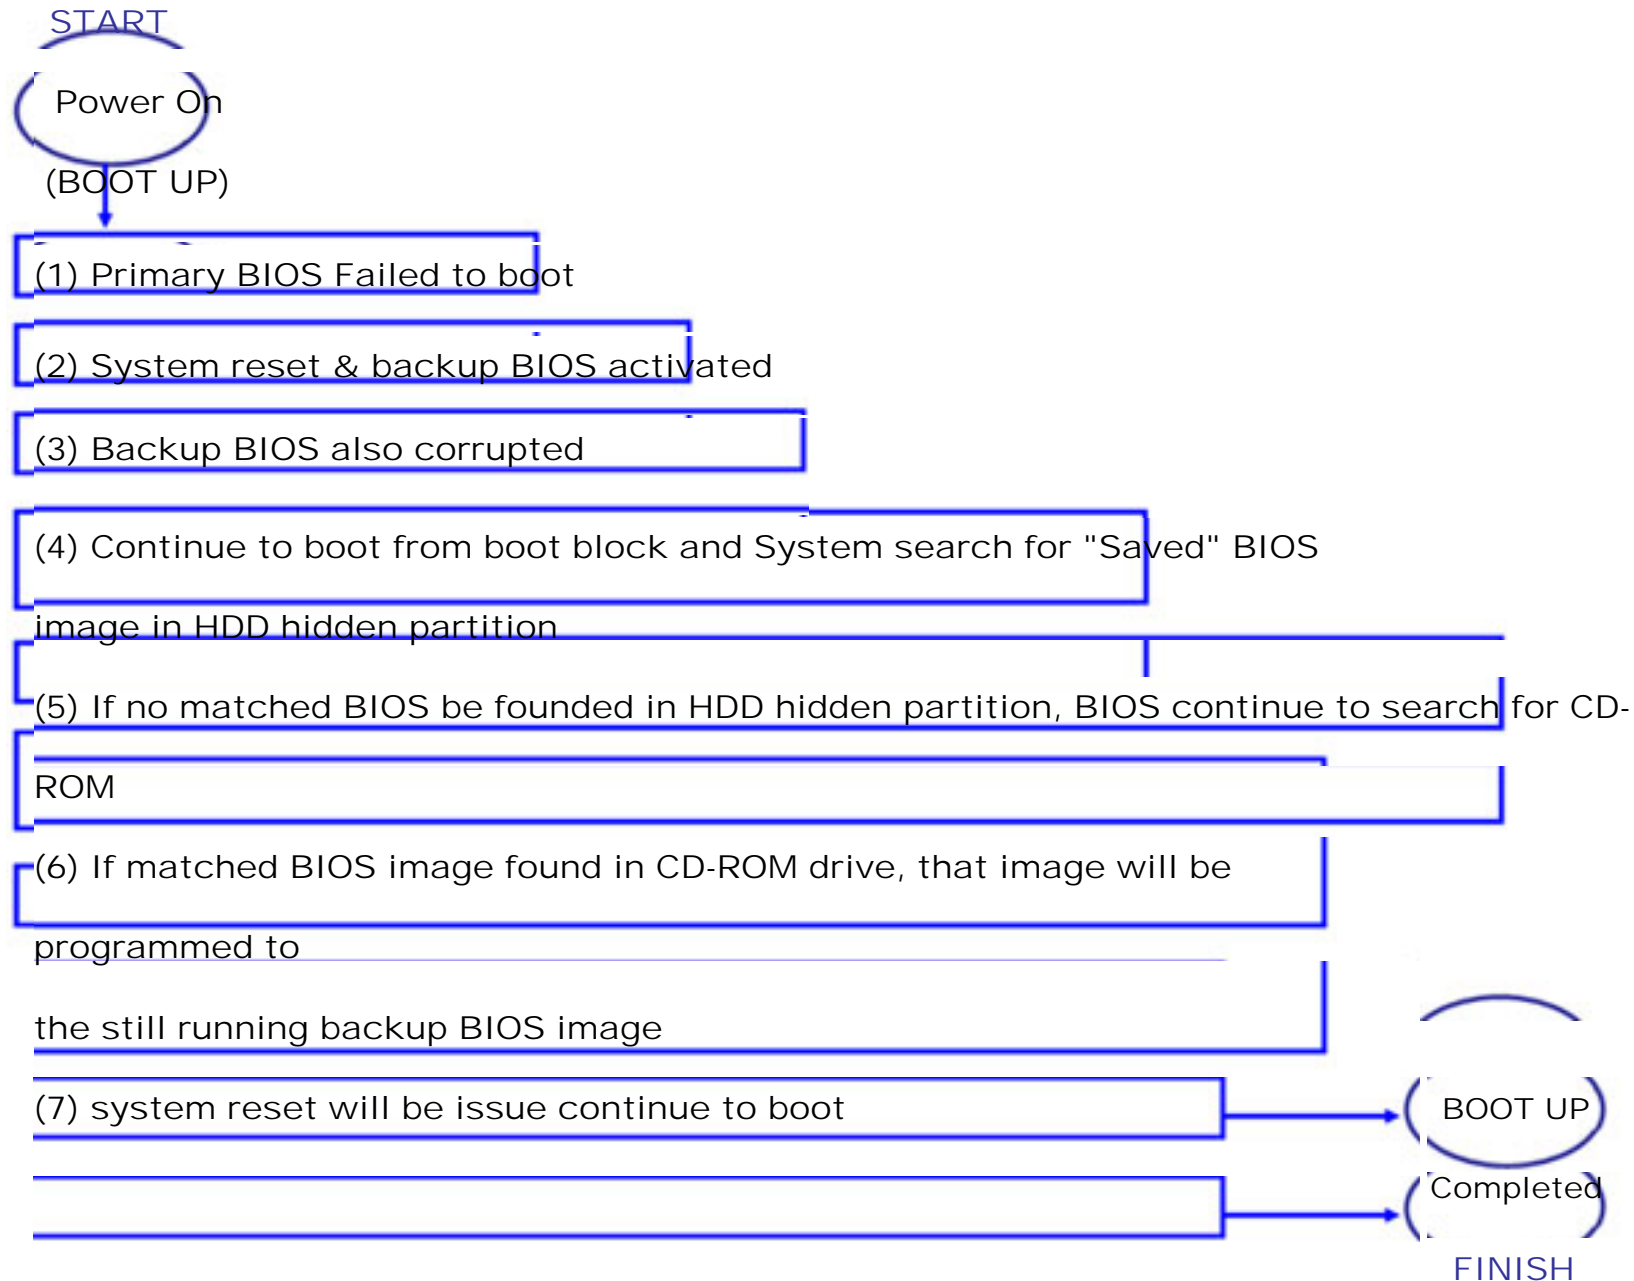 START
Power On
(BOOT UP)
(1) Primary BIOS Failed to boot
(2) System reset & backup BIOS activated
(3) Backup BIOS also corrupted
(4) Continue to boot from boot block and System search for "Saved" BIOS
image in HDD hidden partition
(5) If no matched BIOS be founded in HDD hidden partition, BIOS continue to search for CD-
ROM
(6) If matched BIOS image found in CD-ROM drive, that image will be
programmed to
the still running backup BIOS image
(7) system reset will be issue continue to boot
BOOT UP
Completed
FINISH